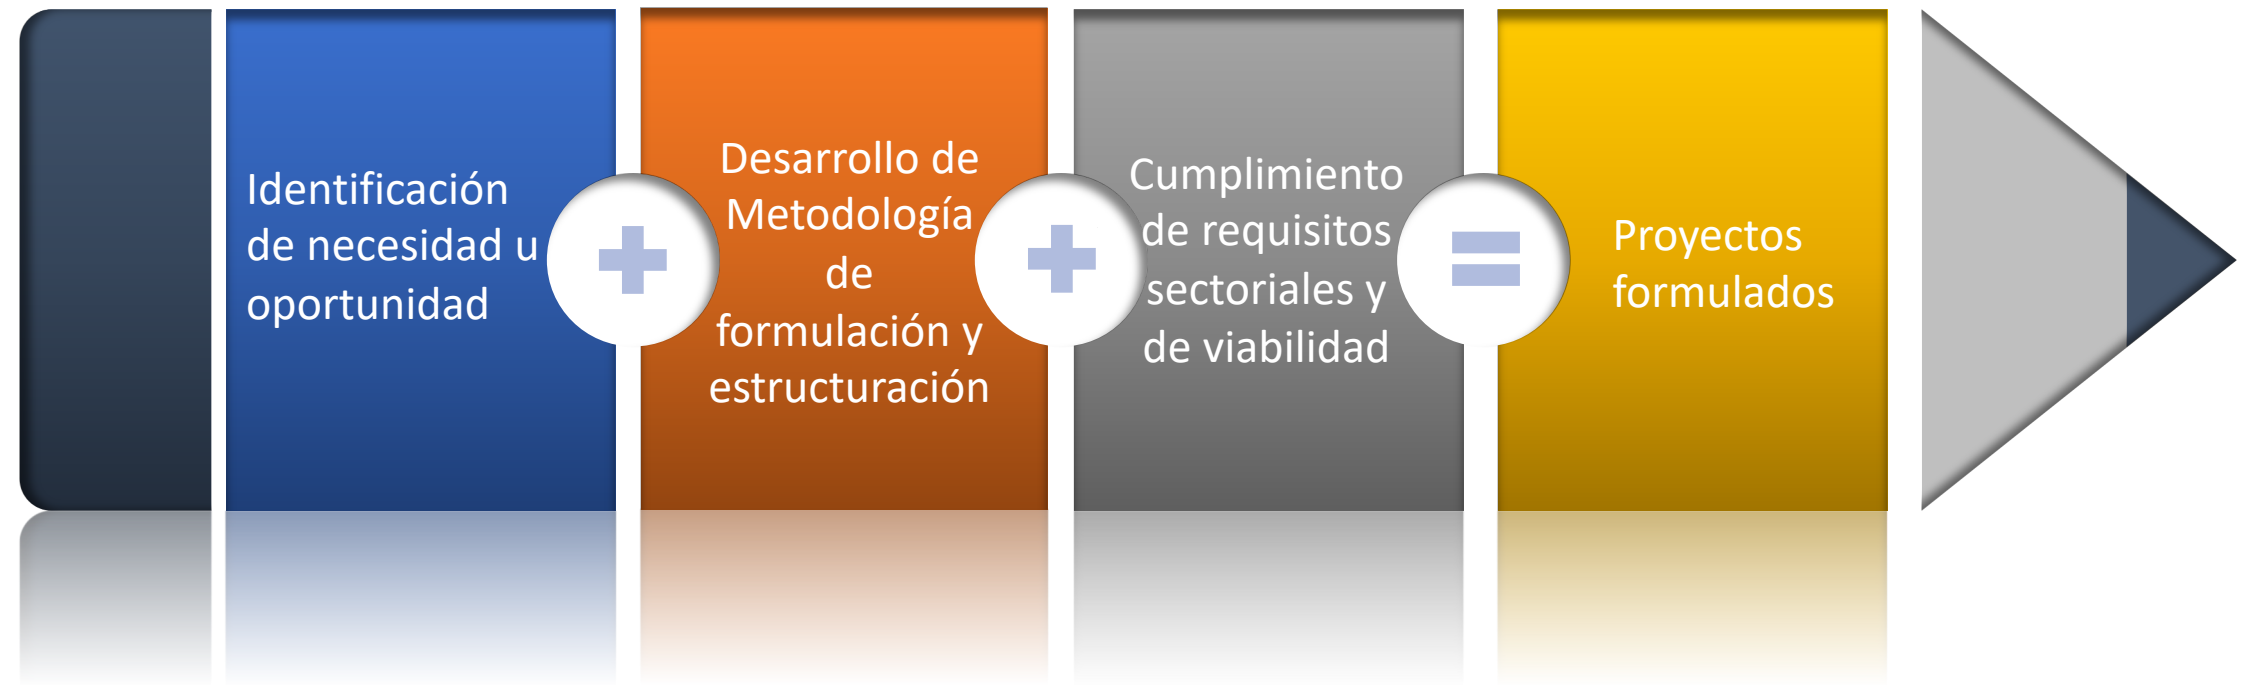 Identificación
de necesidad u
oportunidad
+
Desarrollo de
Metodología
de
formulación y
estructuración
+
Cumplimiento
de requisitos
sectoriales y
de viabilidad
=
Proyectos
formulados